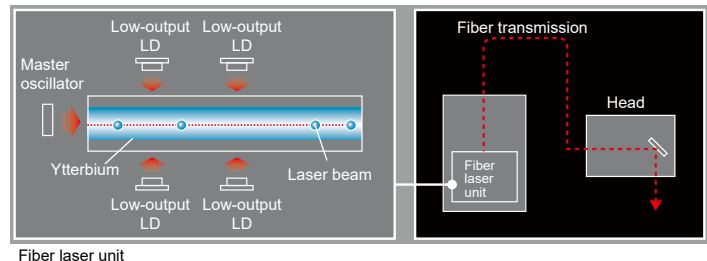 Low-output
LD
Low-output
LD
Master
oscillator
Ytterbium
Laser beam
Low-output
LD
Low-output
LD
Fiber transmission
Head
Fiber
laser
unit
Fiber laser unit